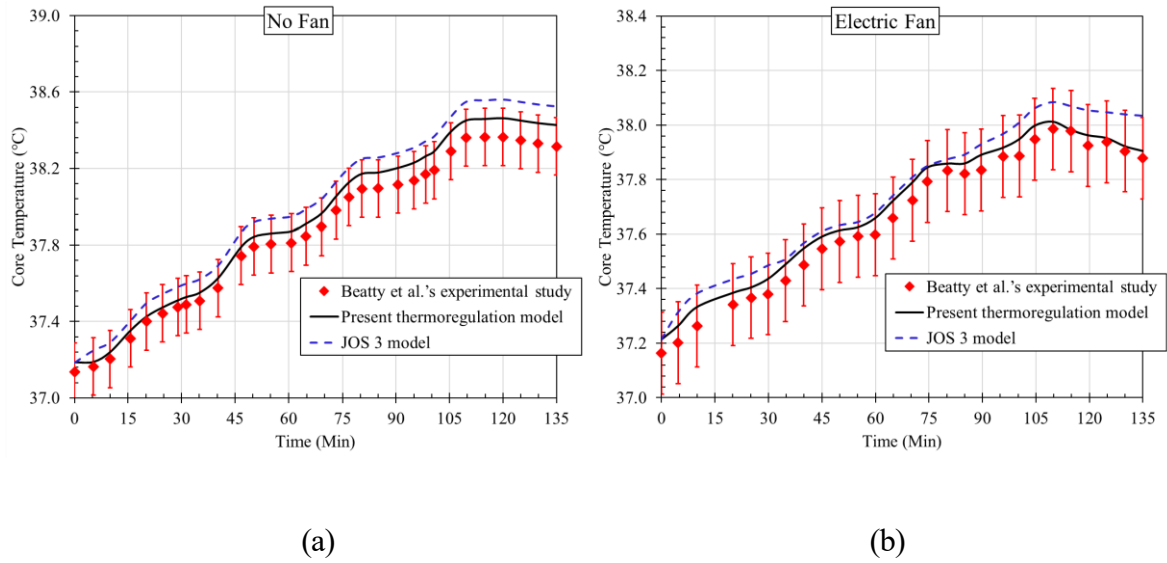 No Fan
39.0
38.6
38.2
37.8
37.4
37.0
Core Temperature (°C)
Beatty et al.'s experimental study
Present thermoregulation model
JOS 3 model
0 15 30 45 60 75 90 105 120 135
Time (Min)
(a)
Electric Fan
38.4
38.2
38.0
37.8
37.6
37.4
37.2
37.0
Core Temperature (°C)
Beatty et al.'s experimental study
Present thermoregulation model
JOS 3 model
0 15 30 45 60 75 90 105 120 135
Time (Min)
(b)